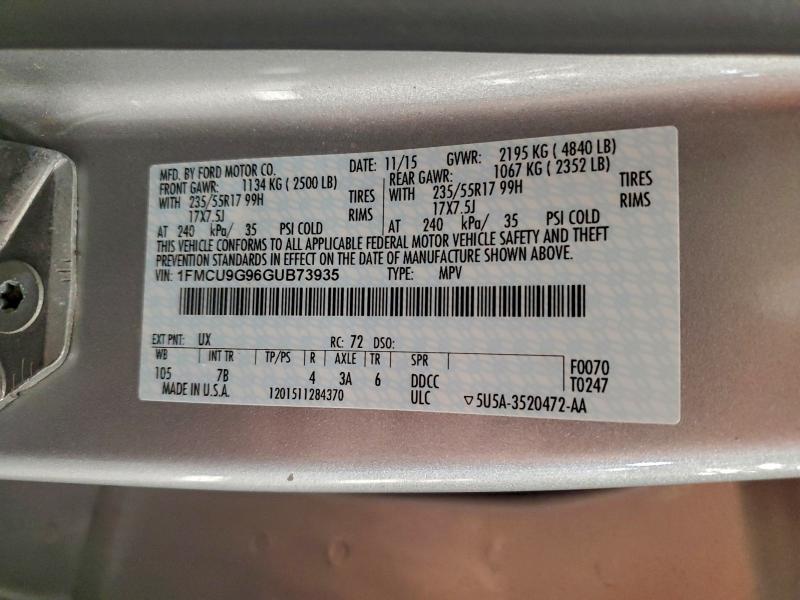 MFD. BY FORD MOTOR CO. DATE: 11/15 GVWR: 2195 KG ( 4840 LB)
FRONT GAWR: 1134 KG ( 2500 LB) REAR GAWR: 1067 KG ( 2352 LB)
WITH 235/55R17 99H TIRES WITH 235/55R17 99H TIRES
17X7.5J RIMS 17X7.5J RIMS
AT 240 kPa/ 35 PSI COLD AT 240 kPa/ 35 PSI COLD
THIS VEHICLE CONFORMS TO ALL APPLICABLE FEDERAL MOTOR VEHICLE SAFETY AND THEFT
PREVENTION STANDARDS IN EFFECT ON THE DATE OF MANUFACTURE SHOWN ABOVE.
VIN: 1FMCU9G96GUB73935 TYPE: MPV
EXT PNT: UX RC: 72 DSO:
WB INT TR TP/PS R AXLE TR SPR F0070
105 7B 4 3A 6 DDCC T0247
MADE IN U.S.A. 1201511284370 ULC ▽5U5A-3520472-AA